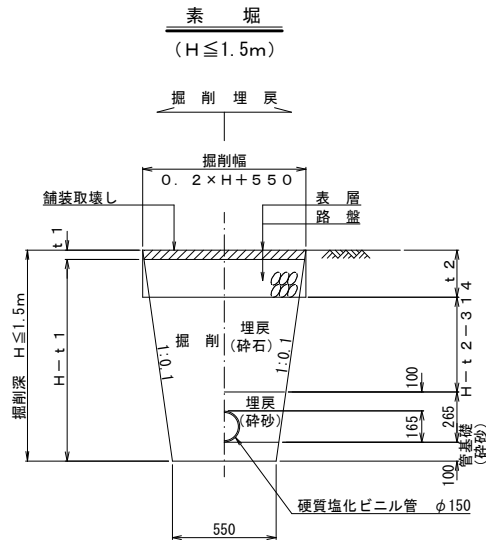 素 掘
(H≦1.5m)
掘 削 埋 戻
掘削幅
0.2×H+550
舗装取壊し
表 層
路 盤
t1
t2
掘削深 H≦1.5m
H-t1
H-t2-314
掘 削
埋戻
(砕石)
1:0.1
1:0.1
100
埋戻
(砕砂)
165
265
管基礎
(砕砂)
100
硬質塩化ビニル管 φ150
550